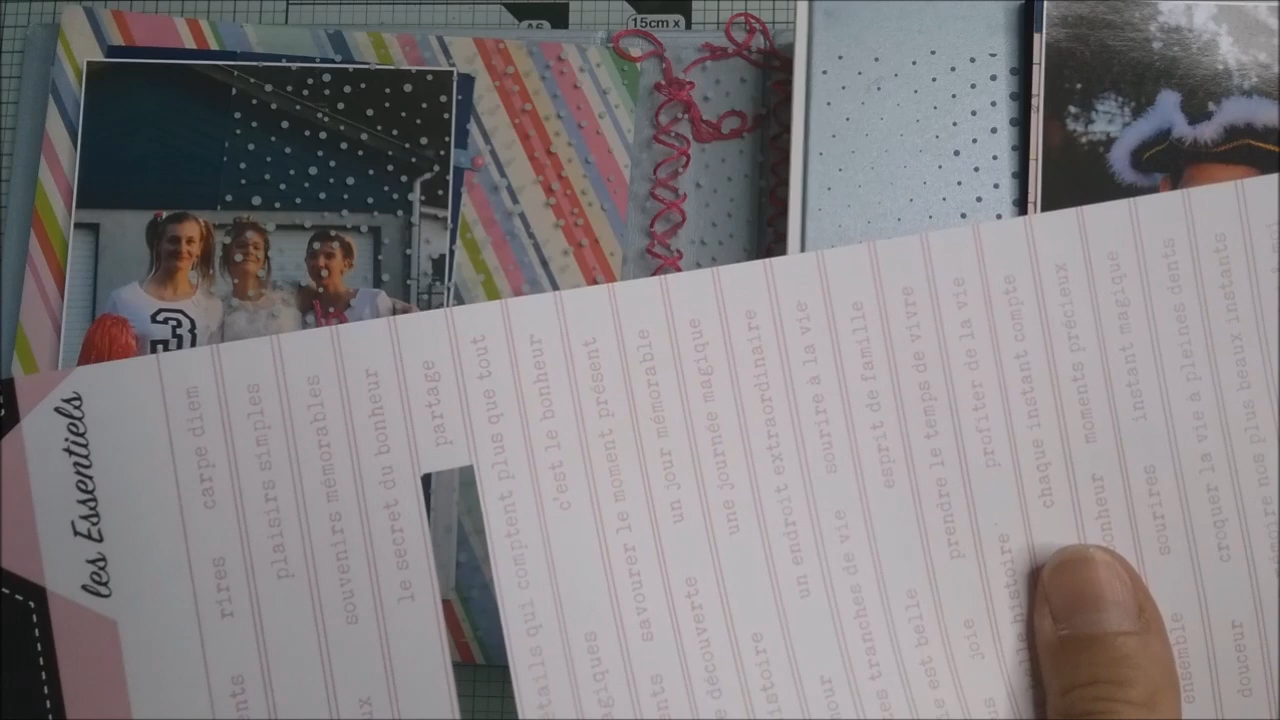 A6
15cm x
3
les Essentiels
carpe diem
rires
plaisirs simples
souvenirs mémorables
le secret du bonheur
partage
qui comptent plus que tout
c'est le bonheur
savourer le moment présent
un jour mémorable
découverte
une journée magique
un endroit extraordinaire
tranches de vie
sourire à la vie
est belle
esprit de famille
joie
prendre le temps de vivre
histoire
profiter de la vie
chaque instant compte
moments précieux
ensemble
sourires
instant magique
douceur
croquer la vie à pleines dents
nos plus beaux instants